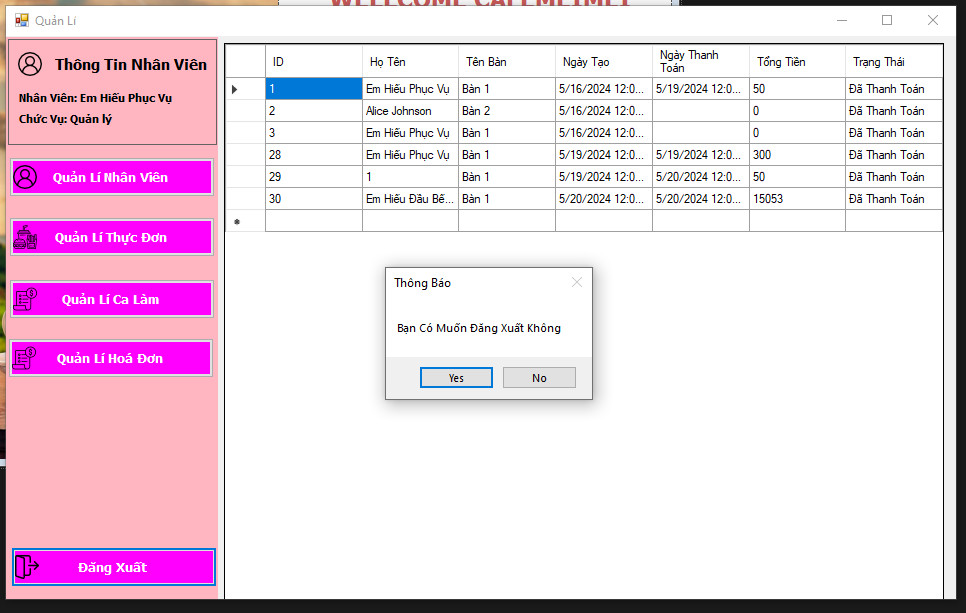 WELLCOME CAFEMEIMEI
Quản Lí
Thông Tin Nhân Viên
Nhân Viên: Em Hiếu Phục Vụ
Chức Vụ: Quản lý
Quản Lí Nhân Viên
Quản Lí Thực Đơn
Quản Lí Ca Làm
Quản Lí Hoá Đơn
Đăng Xuất
ID Họ Tên Tên Bàn Ngày Tạo Ngày Thanh Toán Tổng Tiền Trạng Thái
1 Em Hiếu Phục Vụ Bàn 1 5/16/2024 12:0... 5/19/2024 12:0... 50 Đã Thanh Toán
2 Alice Johnson Bàn 2 5/16/2024 12:0... 0 Đã Thanh Toán
3 Em Hiếu Phục Vụ Bàn 1 5/16/2024 12:0... 0 Đã Thanh Toán
28 Em Hiếu Phục Vụ Bàn 1 5/19/2024 12:0... 5/19/2024 12:0... 300 Đã Thanh Toán
29 1 Bàn 1 5/19/2024 12:0... 5/20/2024 12:0... 50 Đã Thanh Toán
30 Em Hiếu Đầu Bế... Bàn 1 5/20/2024 12:0... 5/20/2024 12:0... 15053 Đã Thanh Toán
Thông Báo
Bạn Có Muốn Đăng Xuất Không
Yes No